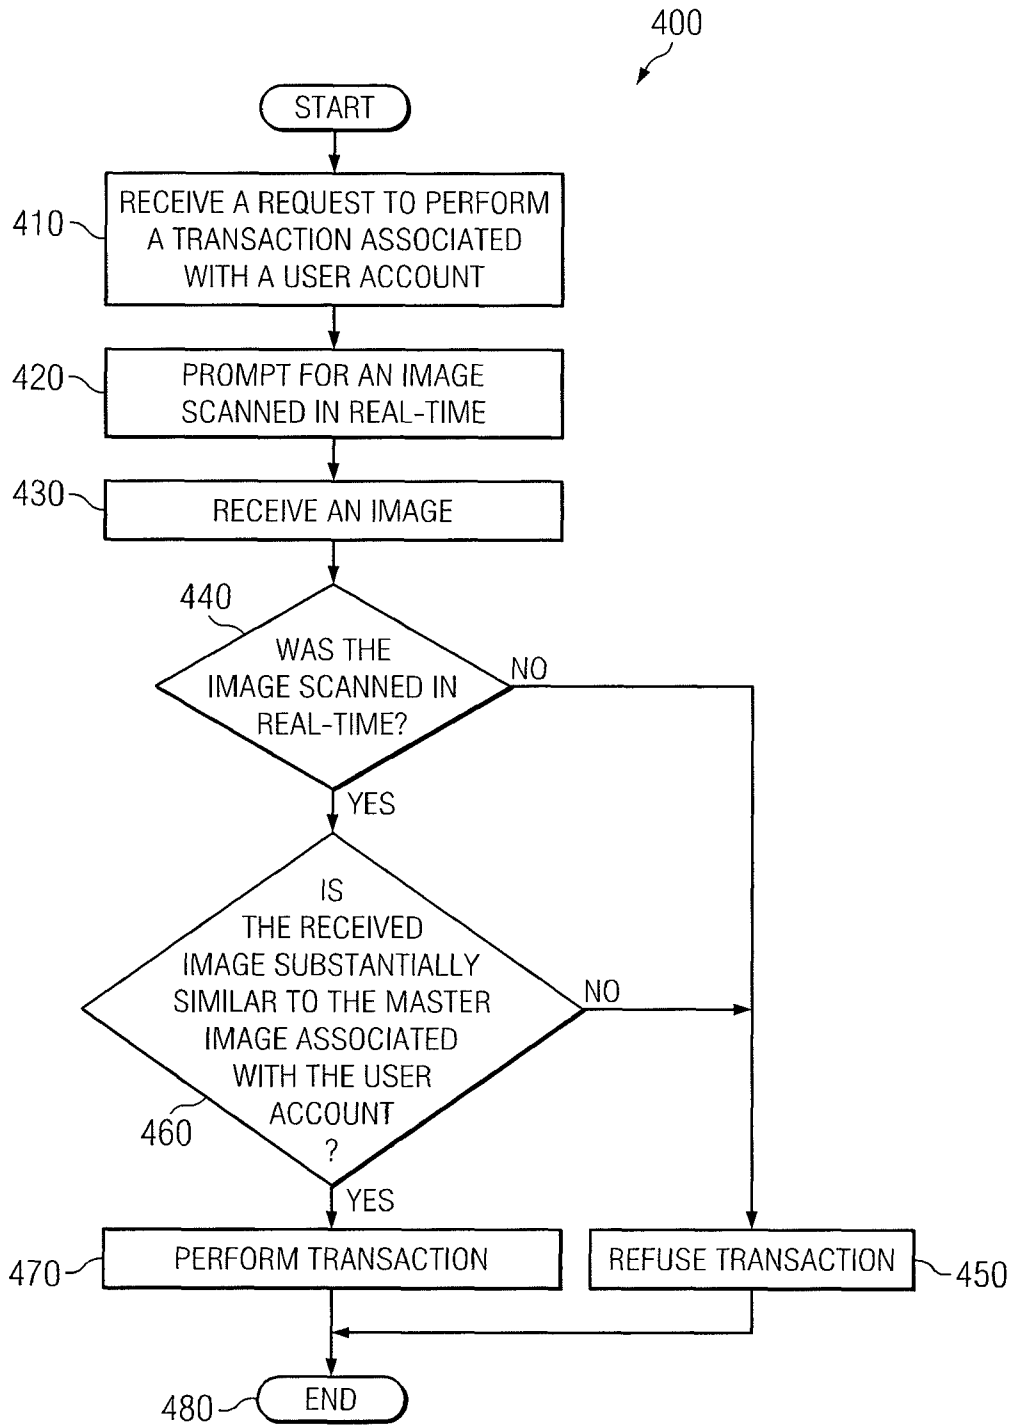 400
START
RECEIVE A REQUEST TO PERFORM
A TRANSACTION ASSOCIATED
WITH A USER ACCOUNT
410
PROMPT FOR AN IMAGE
SCANNED IN REAL-TIME
420
430
RECEIVE AN IMAGE
440
WAS THE
IMAGE SCANNED IN
REAL-TIME?
NO
YES
IS
THE RECEIVED
IMAGE SUBSTANTIALLY
SIMILAR TO THE MASTER
IMAGE ASSOCIATED
WITH THE USER
ACCOUNT
?
NO
460
YES
470
PERFORM TRANSACTION
REFUSE TRANSACTION
450
END
480